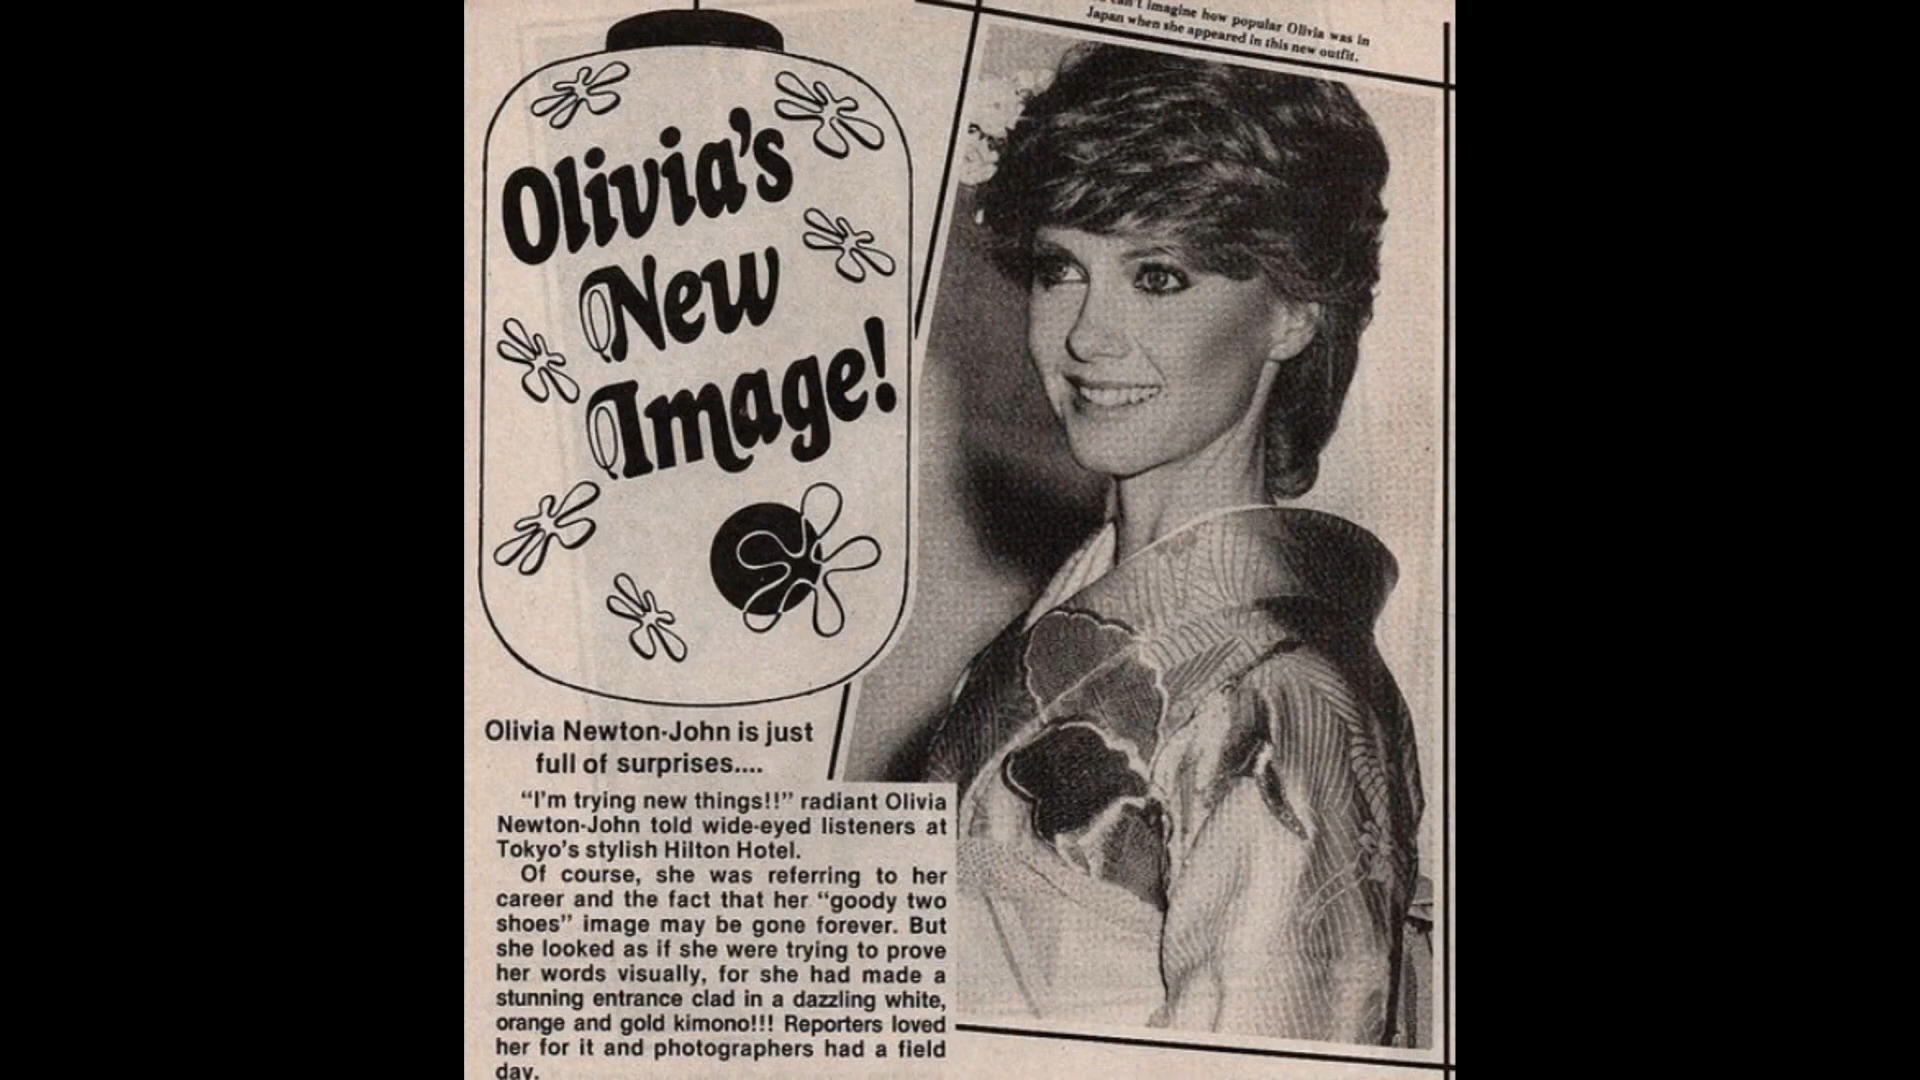 can't imagine how popular Olivia was in
Japan when she appeared in this new outfit.
Olivia's
New
Image!
Olivia Newton-John is just
full of surprises....
“I'm trying new things!!” radiant Olivia
Newton-John told wide-eyed listeners at
Tokyo's stylish Hilton Hotel.
Of course, she was referring to her
career and the fact that her “goody two
shoes” image may be gone forever. But
she looked as if she were trying to prove
her words visually, for she had made a
stunning entrance clad in a dazzling white,
orange and gold kimono!!! Reporters loved
her for it and photographers had a field
day.